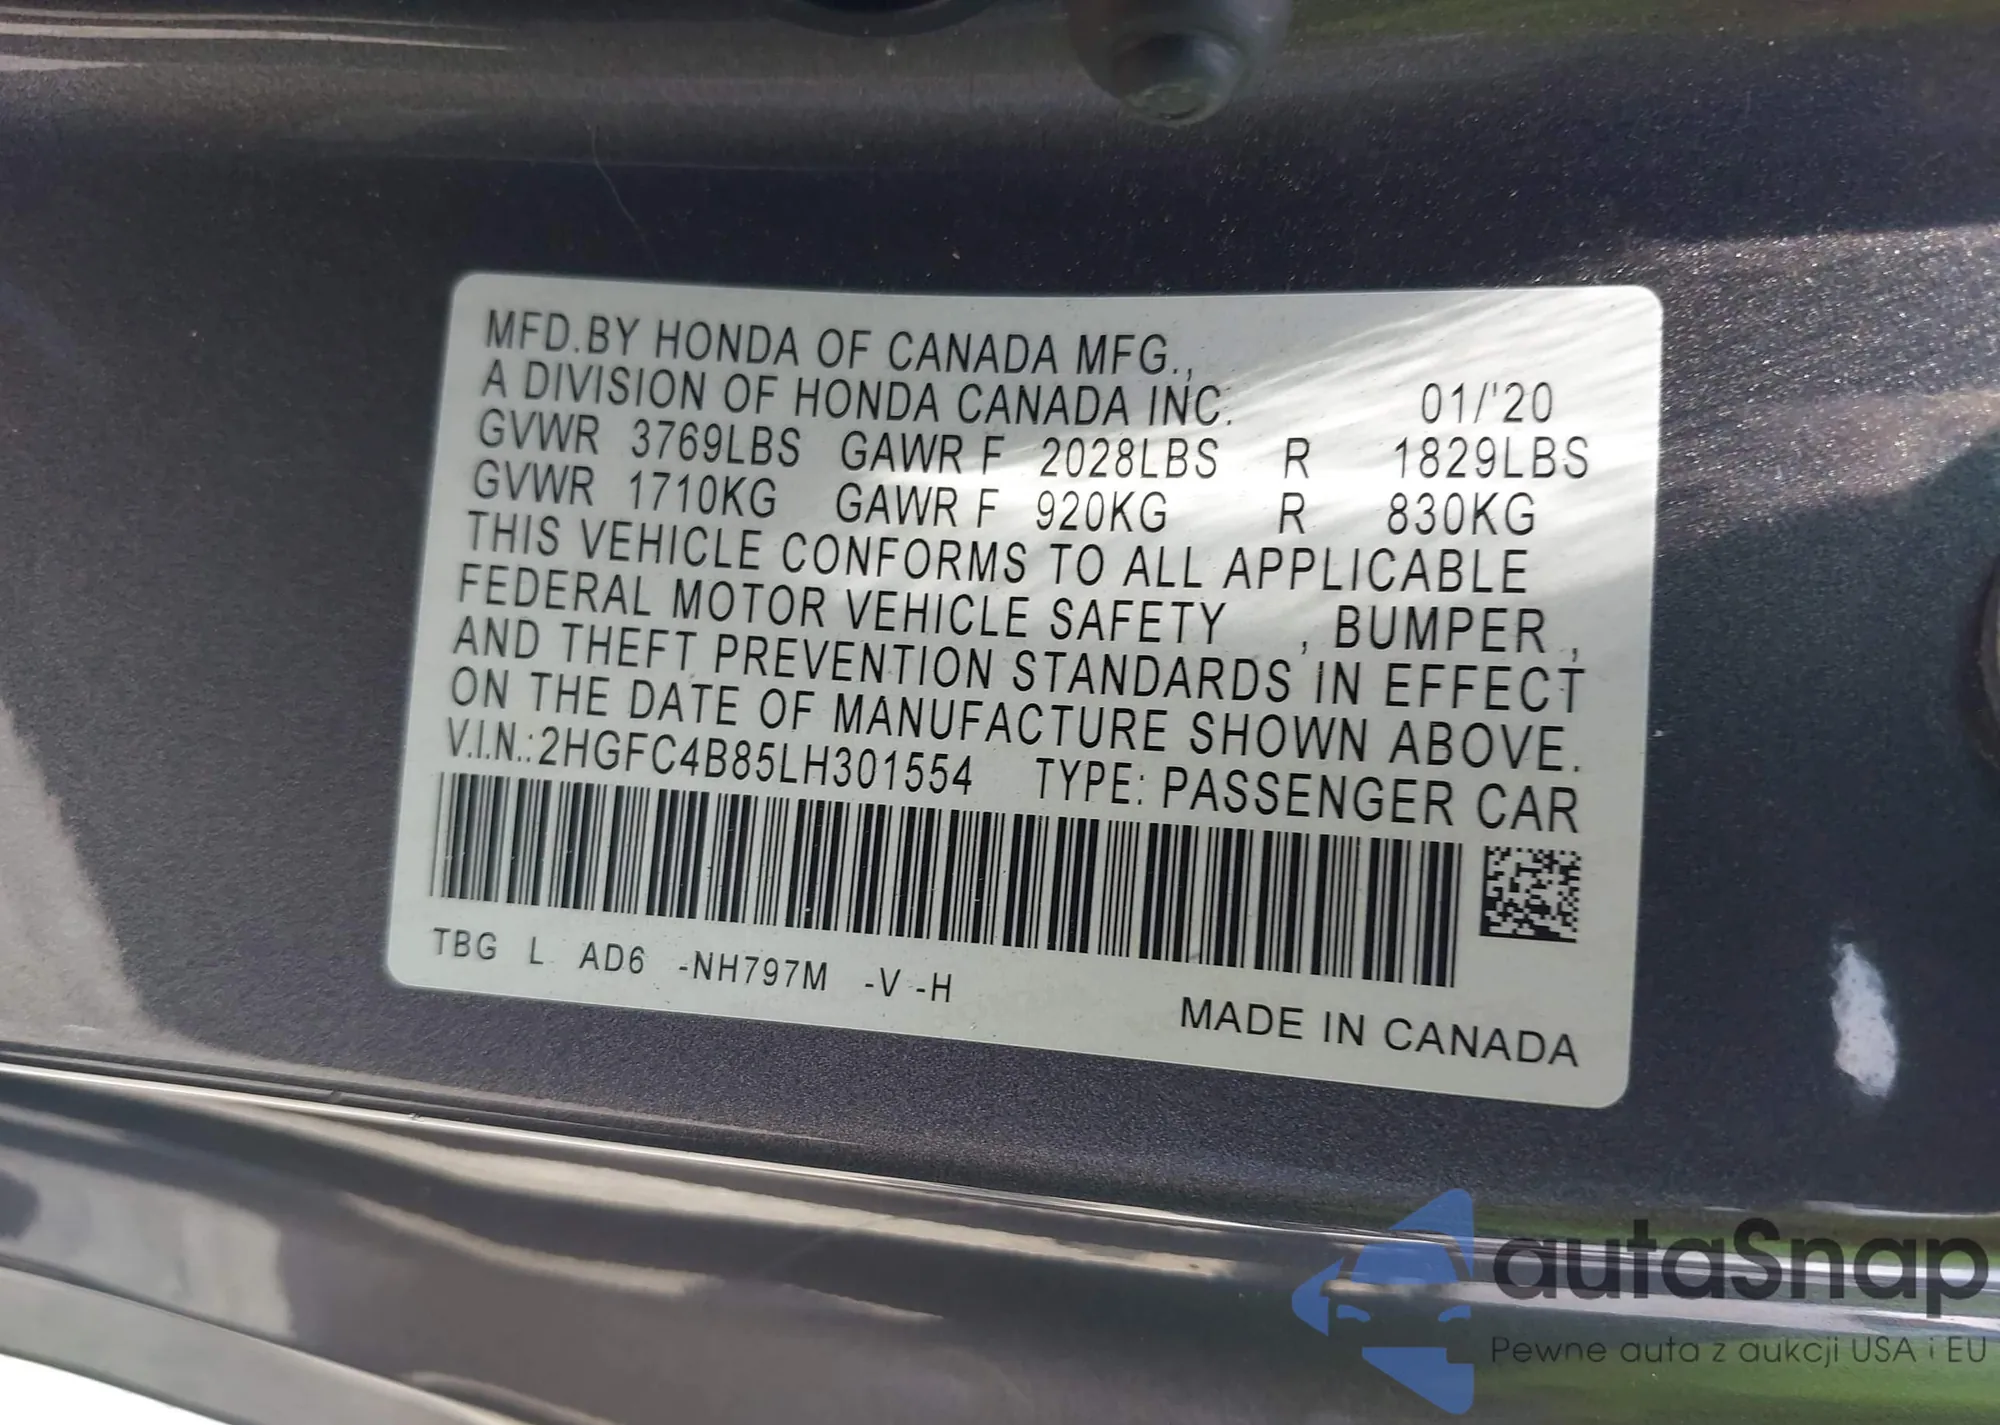 MFD.BY HONDA OF CANADA MFG.,
A DIVISION OF HONDA CANADA INC. 01/'20
GVWR 3769LBS GAWR F 2028LBS R 1829LBS
GVWR 1710KG GAWR F 920KG R 830KG
THIS VEHICLE CONFORMS TO ALL APPLICABLE
FEDERAL MOTOR VEHICLE SAFETY , BUMPER ,
AND THEFT PREVENTION STANDARDS IN EFFECT
ON THE DATE OF MANUFACTURE SHOWN ABOVE.
V.I.N.:2HGFC4B85LH301554 TYPE: PASSENGER CAR
TBG L AD6 -NH797M -V -H
MADE IN CANADA
autaSnap
Pewne auta z aukcji USA i EU